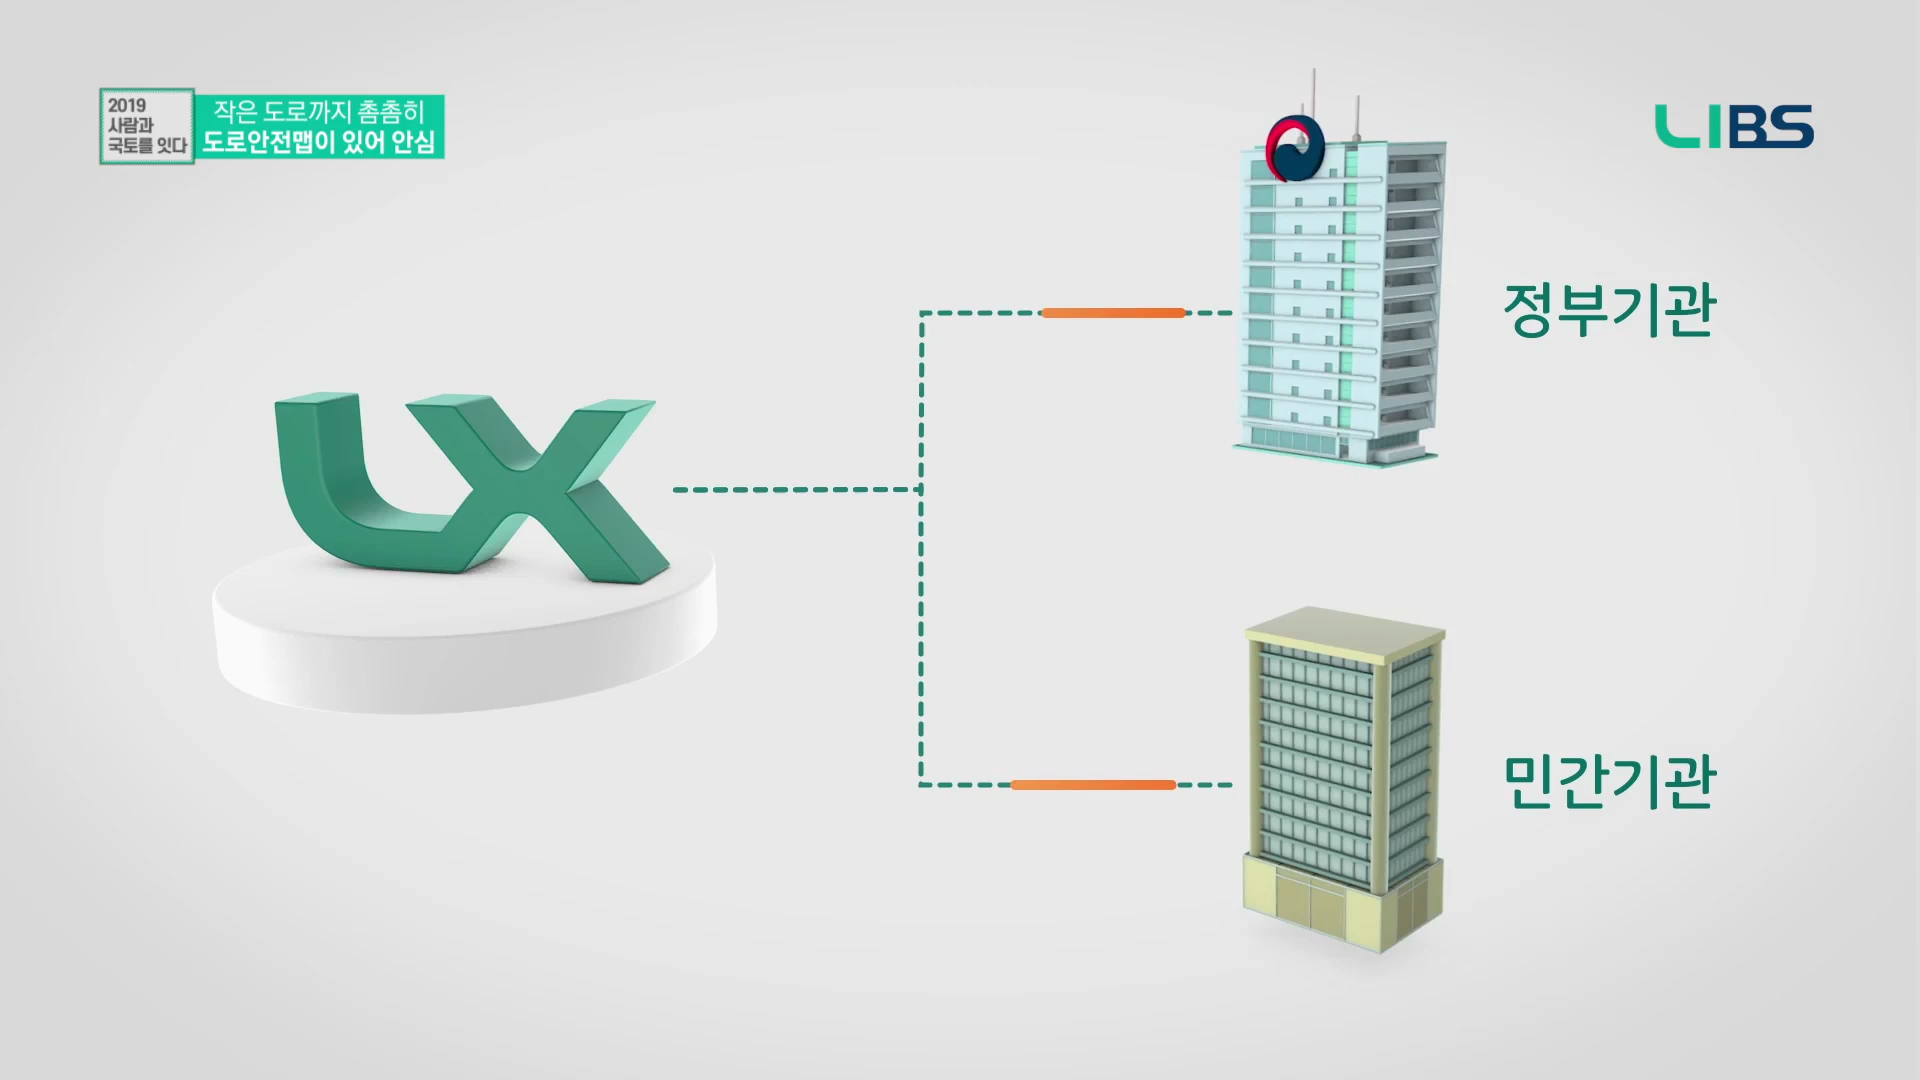 2019
사람과
국토를 잇다
작은 도로까지 촘촘히
도로안전맵이 있어 안심
LIBS
LX
정부기관
민간기관